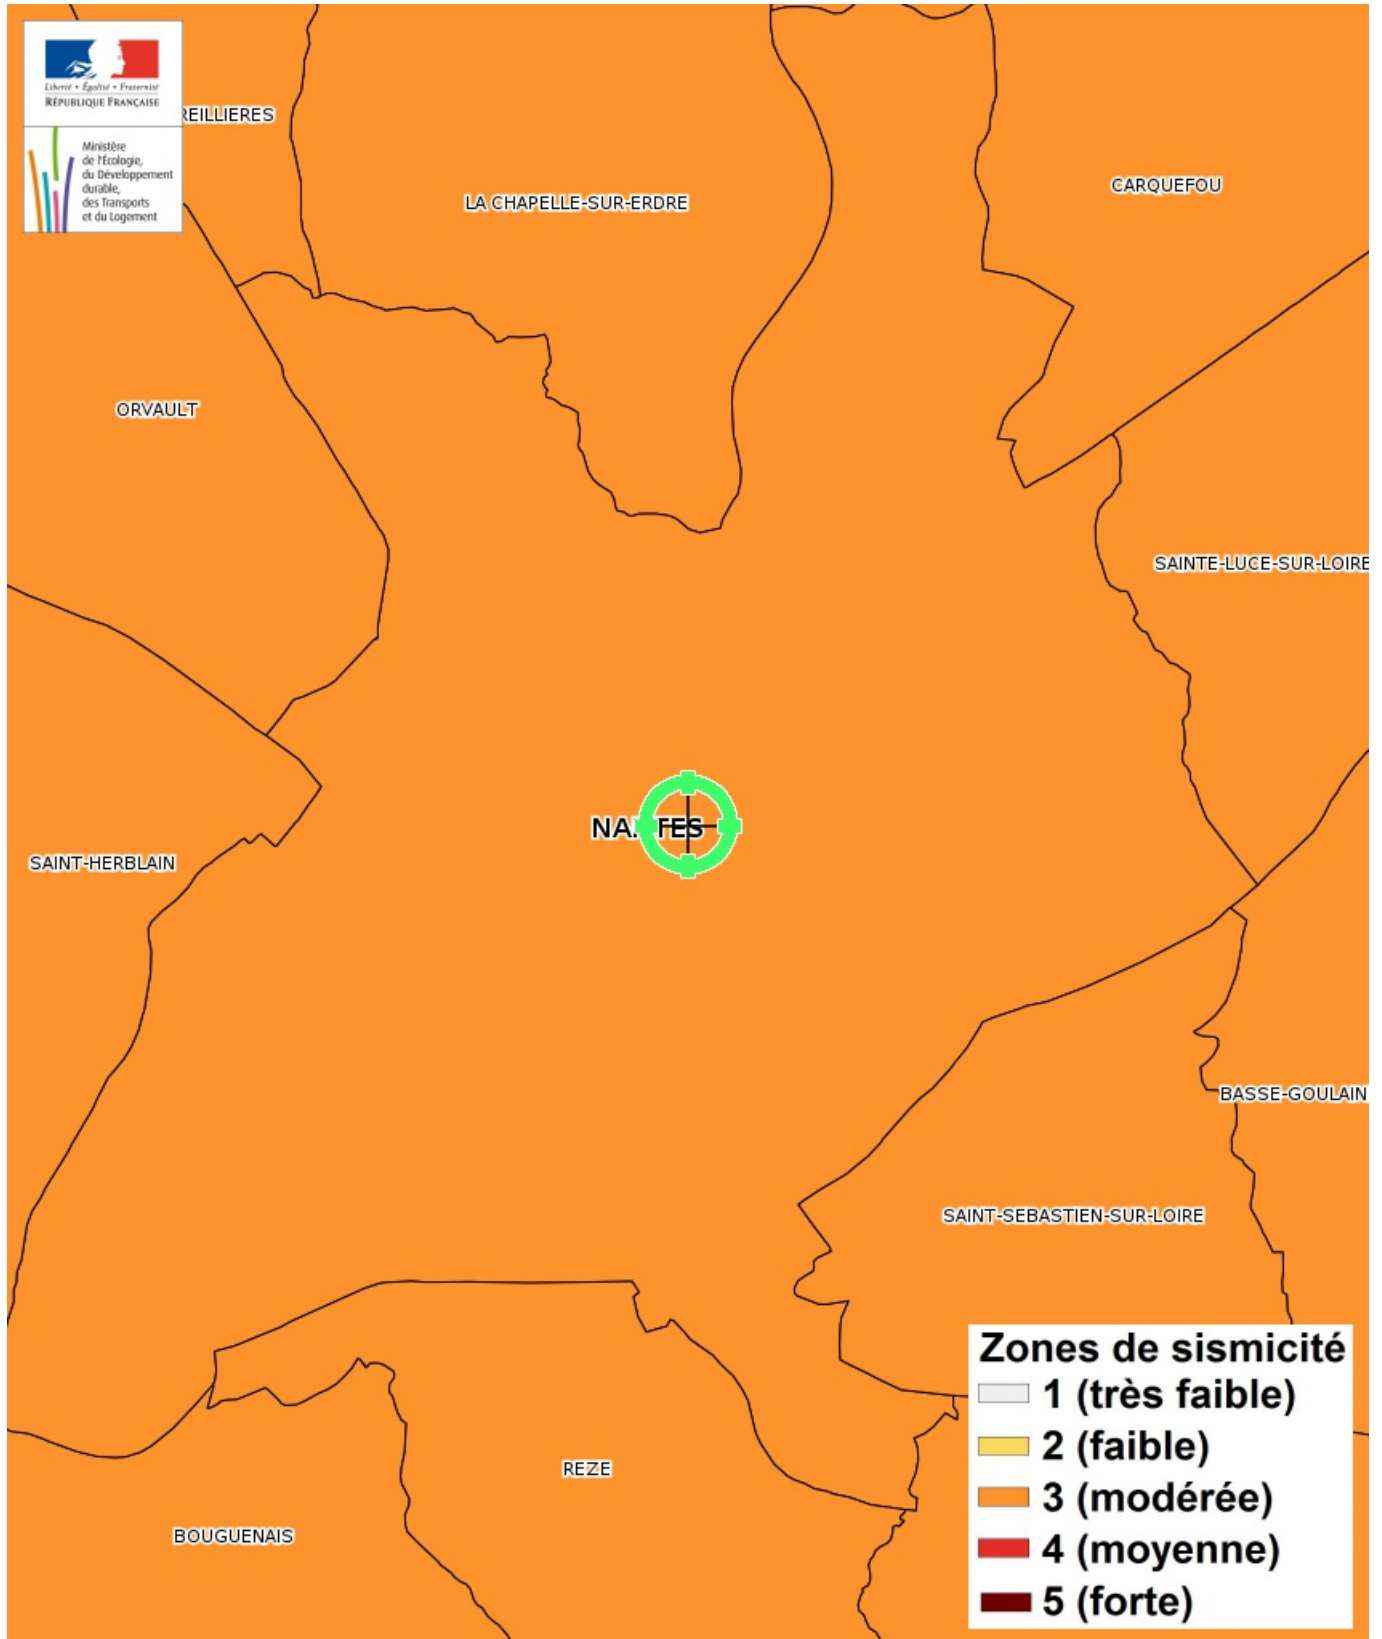 Liberté • Égalité • Fraternité
RÉPUBLIQUE FRANÇAISE
Ministère
de l'Écologie,
du Développement
durable,
des Transports
et du Logement
REILLIERES
LA CHAPELLE-SUR-ERDRE
CARQUEFOU
ORVAULT
SAINTE-LUCE-SUR-LOIRE
NANTES
SAINT-HERBLAIN
BASSE-GOULAIN
SAINT-SEBASTIEN-SUR-LOIRE
REZE
BOUGUENAIS
Zones de sismicité
1 (très faible)
2 (faible)
3 (modérée)
4 (moyenne)
5 (forte)